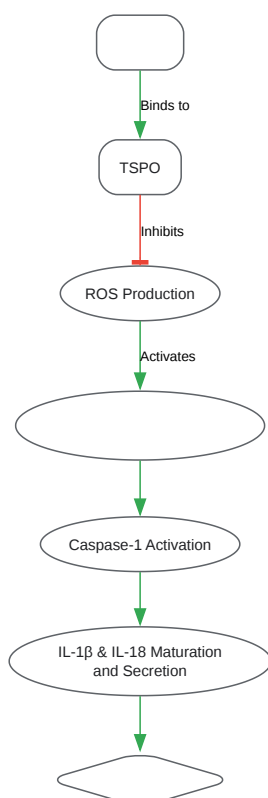 Binds to
TSPO
Inhibits
ROS Production
Activates
Caspase-1 Activation
IL-1β & IL-18 Maturation
and Secretion